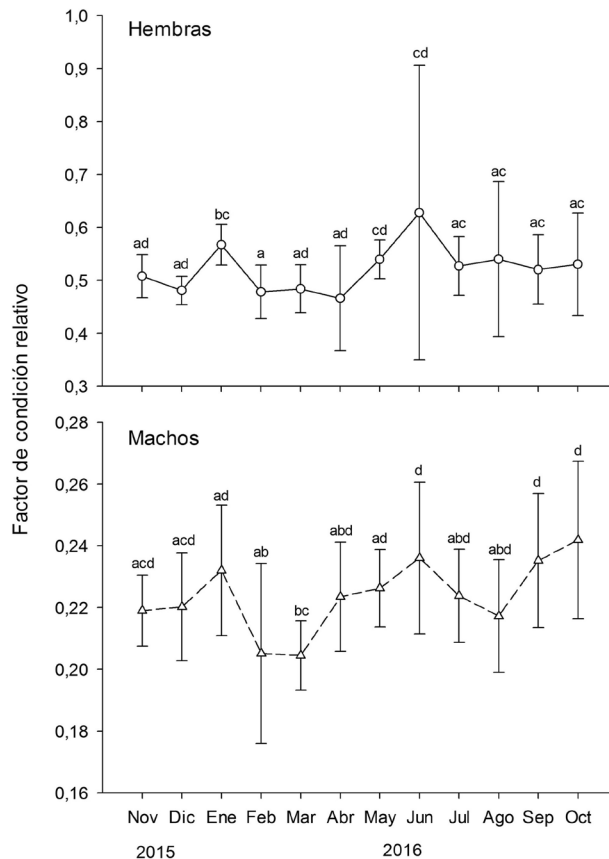 Factor de condición relativo
Hembras
1,0
0,9
0,8
0,7
0,6
0,5
0,4
0,3
ad ad bc a ad ad cd cd ac ac ac ac
Machos
0,28
0,26
0,24
0,22
0,20
0,18
0,16
acd acd ad ab bc abd ad d abd abd d d
Nov Dic Ene Feb Mar Abr May Jun Jul Ago Sep Oct
2015 2016